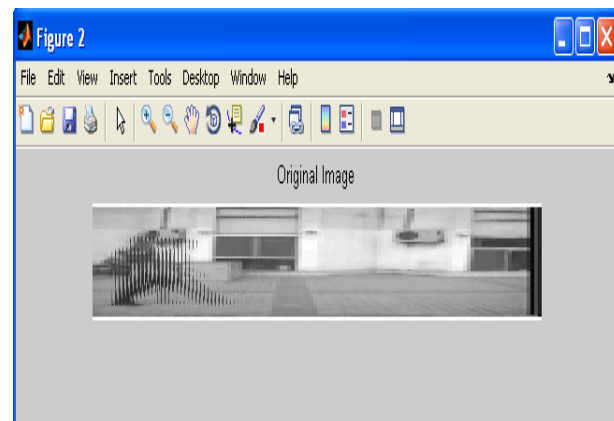 Figure 2
File Edit View Insert Tools Desktop Window Help
Original Image